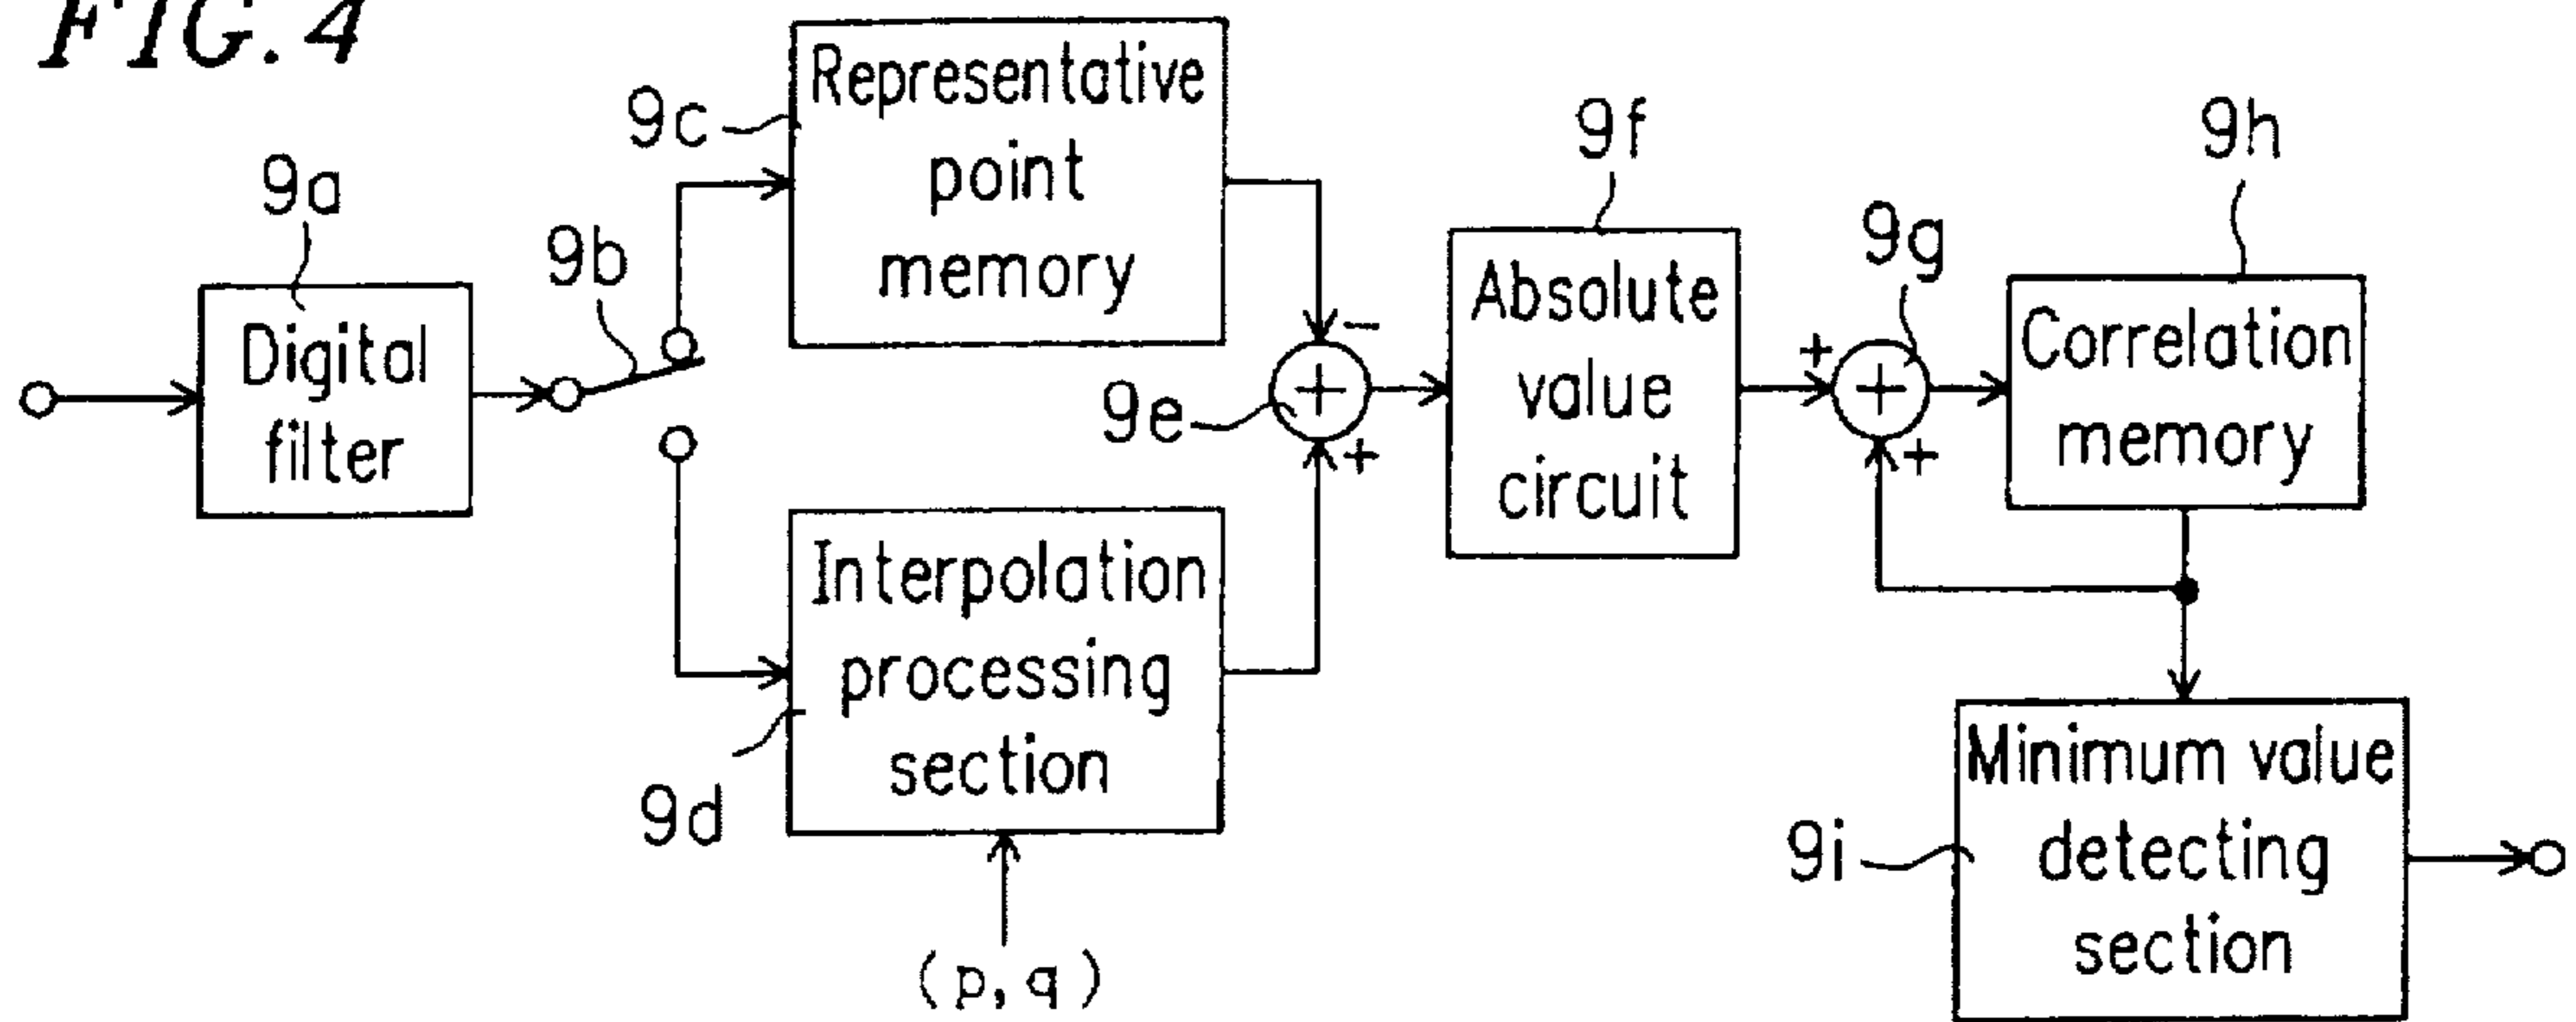 FIG. 4
9a
Digital
filter
9b
9c
Representative
point
memory
9d
Interpolation
processing
section
(p, q)
9e
-
+
+
9f
Absolute
value
circuit
9g
+
+
+
9h
Correlation
memory
9i
Minimum value
detecting
section